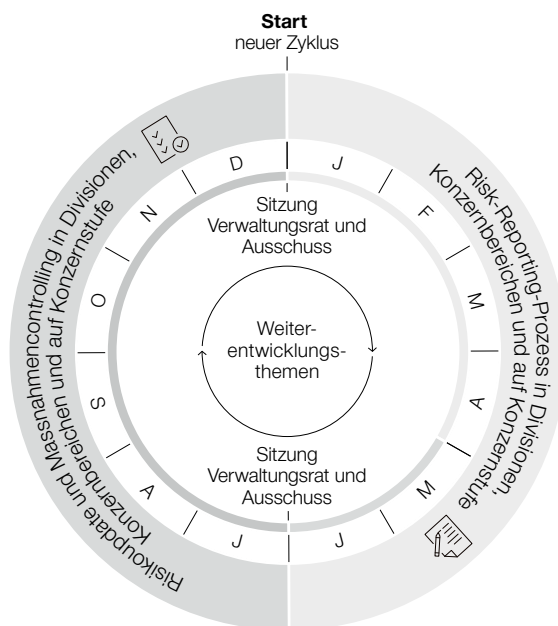 Start
neuer Zyklus
D
J
N
F
O
M
S
A
A
M
J
J
Risk-Reporting-Prozess in Divisionen,
Konzernbereichen und auf Konzernstufe
Risikoupdate und Massnahmencontrolling in Divisionen,
Konzernbereichen und auf Konzernstufe
Sitzung
Verwaltungsrat und
Ausschuss
Weiter-
entwicklungs-
themen
Sitzung
Verwaltungsrat und
Ausschuss